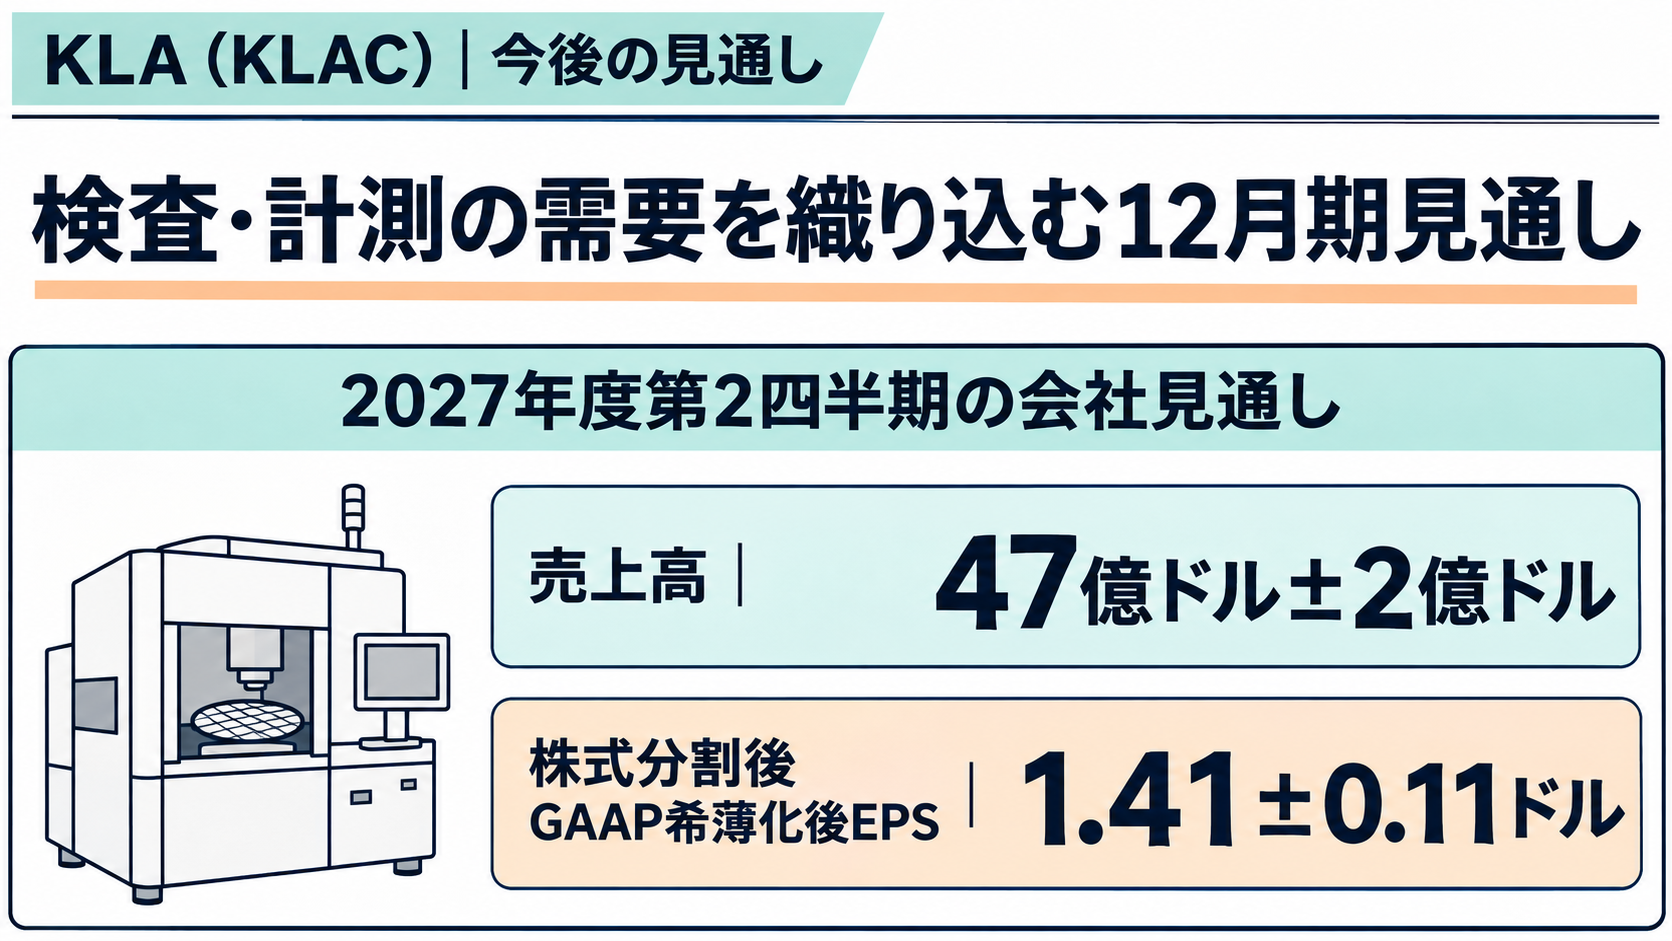 KLA（KLAC）｜今後の見通し
検査・計測の需要を織り込む12月期見通し
2027年度第2四半期の会社見通し
売上高｜ 47億ドル±2億ドル
株式分割後
GAAP希薄化後EPS｜ 1.41±0.11ドル